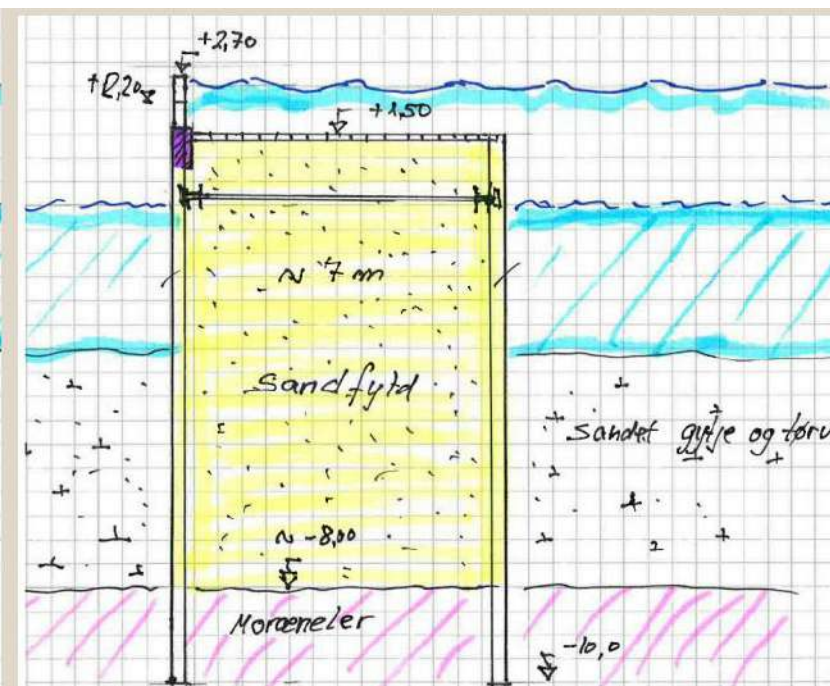 +2,70
+2,20
+1,50
~ 7 m
Sandfyld
Sandet gytje og tørv
~ -8,00
Moræneler
-10,0